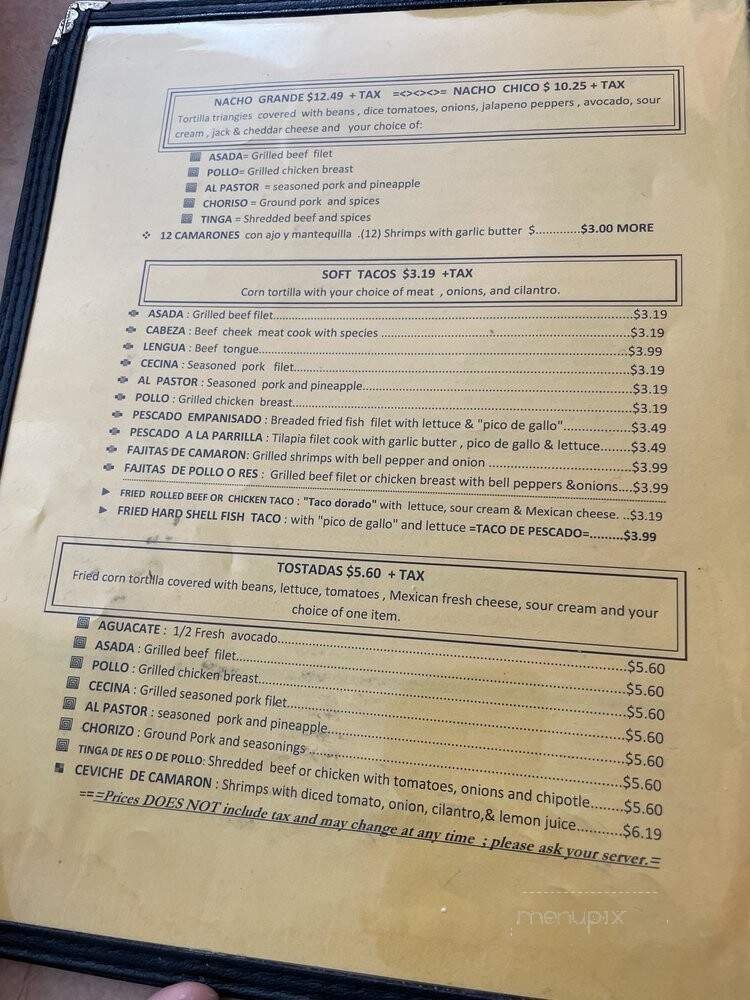 NACHO GRANDE $12.49 + TAX =<><><>= NACHO CHICO $ 10.25 + TAX
Tortilla triangies covered with beans , dice tomatoes, onions, jalapeno peppers , avocado, sour
cream , jack & cheddar cheese and your choice of:
ASADA= Grilled beef filet
POLLO= Grilled chicken breast
AL PASTOR = seasoned pork and pineapple
CHORISO = Ground pork and spices
TINGA = Shredded beef and spices
12 CAMARONES con ajo y mantequilla .(12) Shrimps with garlic butter $............$3.00 MORE
SOFT TACOS $3.19 +TAX
Corn tortilla with your choice of meat , onions, and cilantro.
ASADA : Grilled beef filet........................$3.19
CABEZA : Beef cheek meat cook with species ........................$3.19
LENGUA : Beef tongue........................$3.99
CECINA : Seasoned pork filet........................$3.19
AL PASTOR : Seasoned pork and pineapple........................$3.19
POLLO : Grilled chicken breast........................$3.19
PESCADO EMPANISADO : Breaded fried fish filet with lettuce & "pico de gallo"................$3.49
PESCADO A LA PARRILLA : Tilapia filet cook with garlic butter , pico de gallo & lettuce.......$3.49
FAJITAS DE CAMARON: Grilled shrimps with bell pepper and onion ........................$3.99
FAJITAS DE POLLO O RES : Grilled beef filet or chicken breast with bell peppers &onions....$3.99
FRIED ROLLED BEEF OR CHICKEN TACO : "Taco dorado" with lettuce, sour cream & Mexican cheese. ..$3.19
FRIED HARD SHELL FISH TACO : with "pico de gallo" and lettuce =TACO DE PESCADO=.........$3.99
TOSTADAS $5.60 + TAX
Fried corn tortilla covered with beans, lettuce, tomatoes , Mexican fresh cheese, sour cream and your
choice of one item.
AGUACATE : 1/2 Fresh avocado........................$5.60
ASADA : Grilled beef filet........................$5.60
POLLO : Grilled chicken breast........................$5.60
CECINA : Grilled seasoned pork filet........................$5.60
AL PASTOR : seasoned pork and pineapple........................$5.60
CHORIZO : Ground Pork and seasonings ........................$5.60
TINGA DE RES O DE POLLO: Shredded beef or chicken with tomatoes, onions and chipotle........$5.60
CEVICHE DE CAMARON : Shrimps with diced tomato, onion, cilantro,& lemon juice...........$6.19
===Prices DOES NOT include tax and may change at any time ; please ask your server.=
menupix